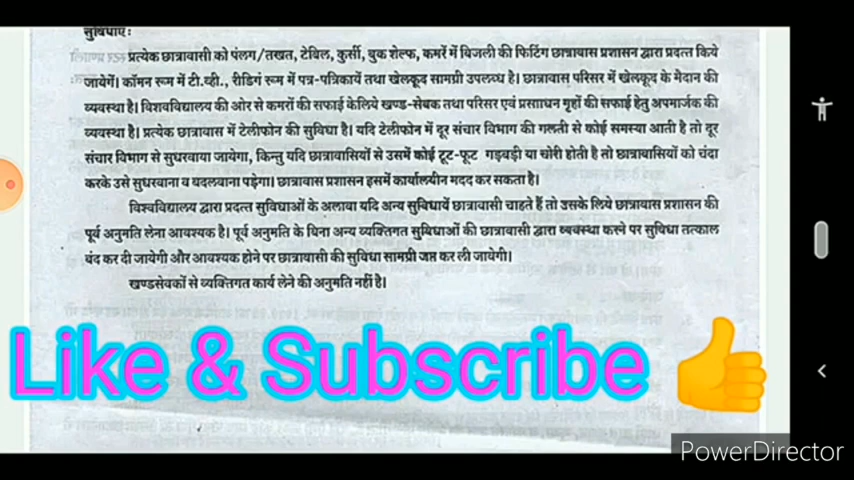 सुविधाएं:
प्रत्येक छात्रावासी को पंलग/तखत, टेबिल, कुर्सी, बुक शेल्फ, कमरें में बिजली की फिटिंग छात्रावास प्रशासन द्वारा प्रदत्त किये
जायेगें। कॉमन रूम में टी.व्ही., रीडिगं रूम में पत्र-पत्रिकायें तथा खेलकूद सामग्री उपलब्ध है। छात्रावास परिसर में खेलकूद के मैदान की
व्यवस्था है। विशवविद्यालय की ओर से कमरों की सफाई केलिये खण्ड-सेबक तथा परिसर एवं प्रसााधन गृहों की सफाई हेतु अपमार्जक की
व्यवस्था है। प्रत्येक छात्रावास में टेलीफोन की सुविधा है। यदि टेलीफोन में दूर संचार विभाग की गलती से कोई समस्या आती है तो दूर
संचार विभाग से सुधरवाया जायेगा, किन्तु यदि छात्रावासियों से उसमें कोई टूट-फूट गड़बड़ी या चोरी होती है तो छात्रावासियों को चंदा
करके उसे सुधरवाना व बदलवाना पड़ेगा। छात्रावास प्रशासन इसमें कार्यालयीन मदद कर सकता है।
विश्वविद्यालय द्वारा प्रदत्त सुविधाओं के अलावा यदि अन्य सुबिधायें छात्रावासी चाहते हैं तो उसके लिये छात्रावास प्रशासन की
पूर्व अनुमति लेना आवश्यक है। पूर्व अनुमति के बिना अन्य व्यक्तिगत सुबिधाओं की छात्रावासी द्वारा व्यवस्था करने पर सुविधा तत्काल
बंद कर दी जायेगी और आवश्यक होने पर छात्रावासी की सुविधा सामग्री जप्त कर ली जावेगी।
खण्डसेवकों से व्यक्तिगत कार्य लेने की अनुमति नहीं है।
Like & Subscribe
PowerDirector